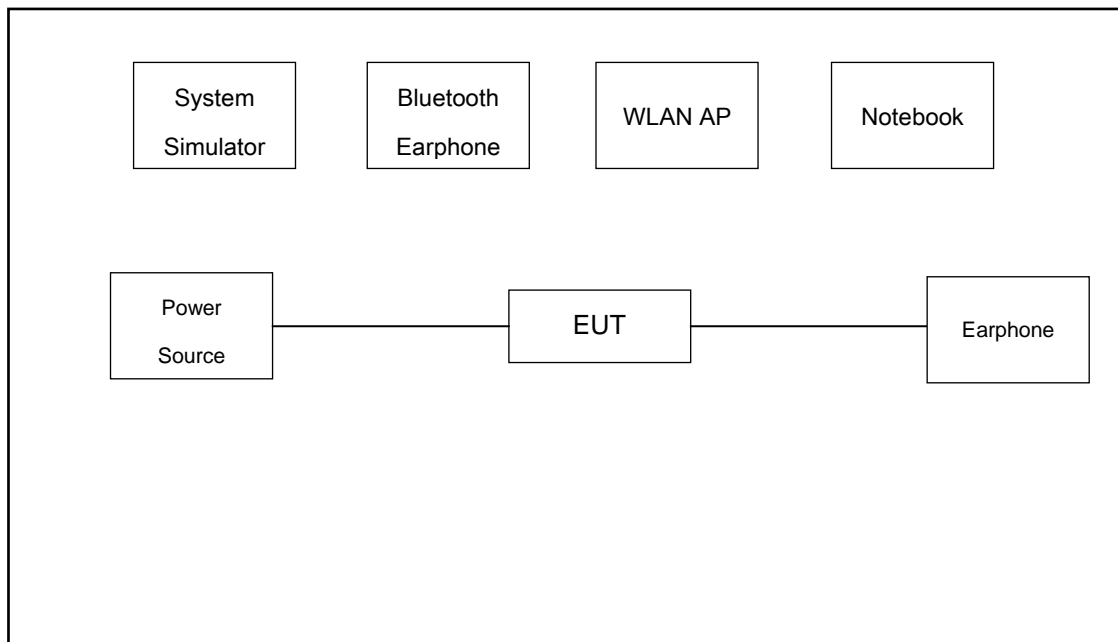 System
Simulator
Bluetooth
Earphone
WLAN AP
Notebook
Power
Source
EUT
Earphone